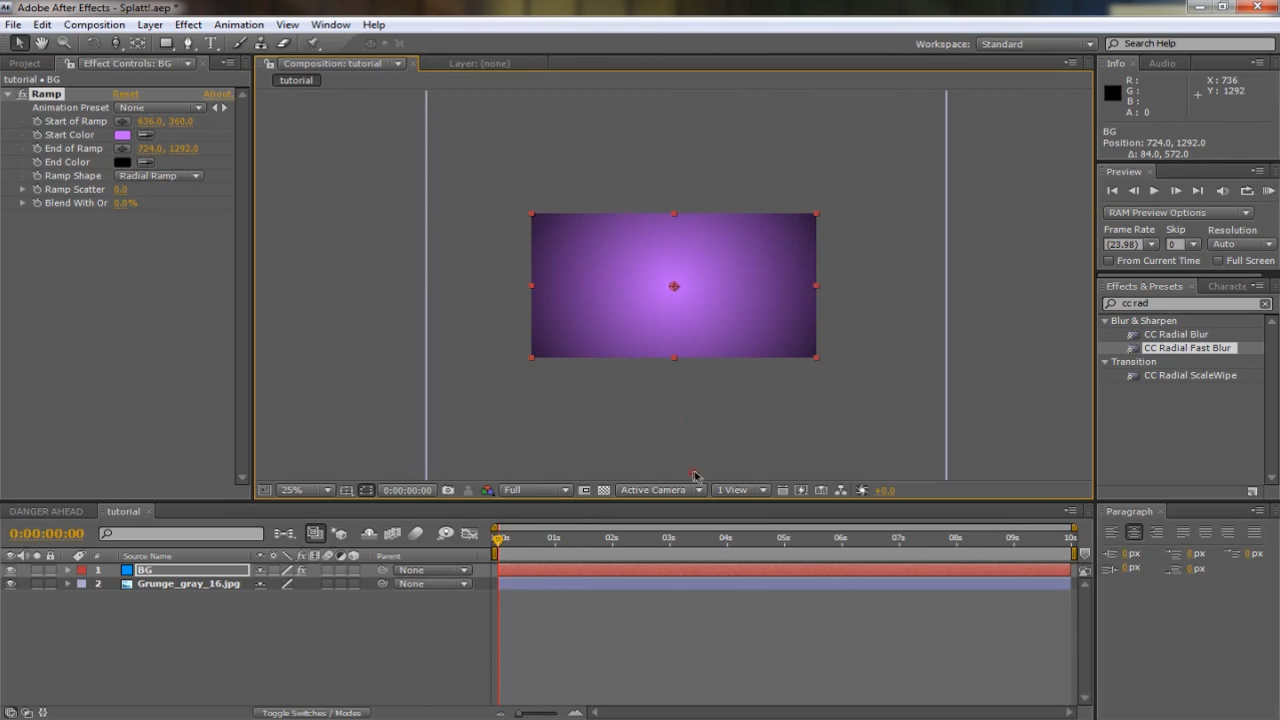 Adobe After Effects - Splatt!.aep *
File Edit Composition Layer Effect Animation View Window Help
Workspace: Standard Search Help
Project Effect Controls: BG Composition: tutorial Layer: (none) Info Audio
tutorial • BG
tutorial
fx Ramp Reset About.
Animation Preset None
Start of Ramp 636.0, 360.0
Start Color
End of Ramp 724.0, 1292.0
End Color
Ramp Shape Radial Ramp
Ramp Scatter 0.0
Blend With Or 0.0%
R :
G :
B :
A : 0
X : 736
Y : 1292
BG
Position: 724.0, 1292.0
Δ: 84.0, 572.0
Preview
RAM Preview Options
Frame Rate Skip Resolution
(23.98) 0 Auto
From Current Time Full Screen
Effects & Presets Characte
cc rad
Blur & Sharpen
CC Radial Blur
CC Radial Fast Blur
Transition
CC Radial ScaleWipe
25% 0:00:00:00 Full Active Camera 1 View +0.0
DANGER AHEAD tutorial
0:00:00:00
# Source Name Parent
1 BG fx None
2 Grunge_gray_16.jpg None
01s 02s 03s 04s 05s 06s 07s 08s 09s 10s
Toggle Switches / Modes
Paragraph
0 px 0 px 0 px
0 px 0 px